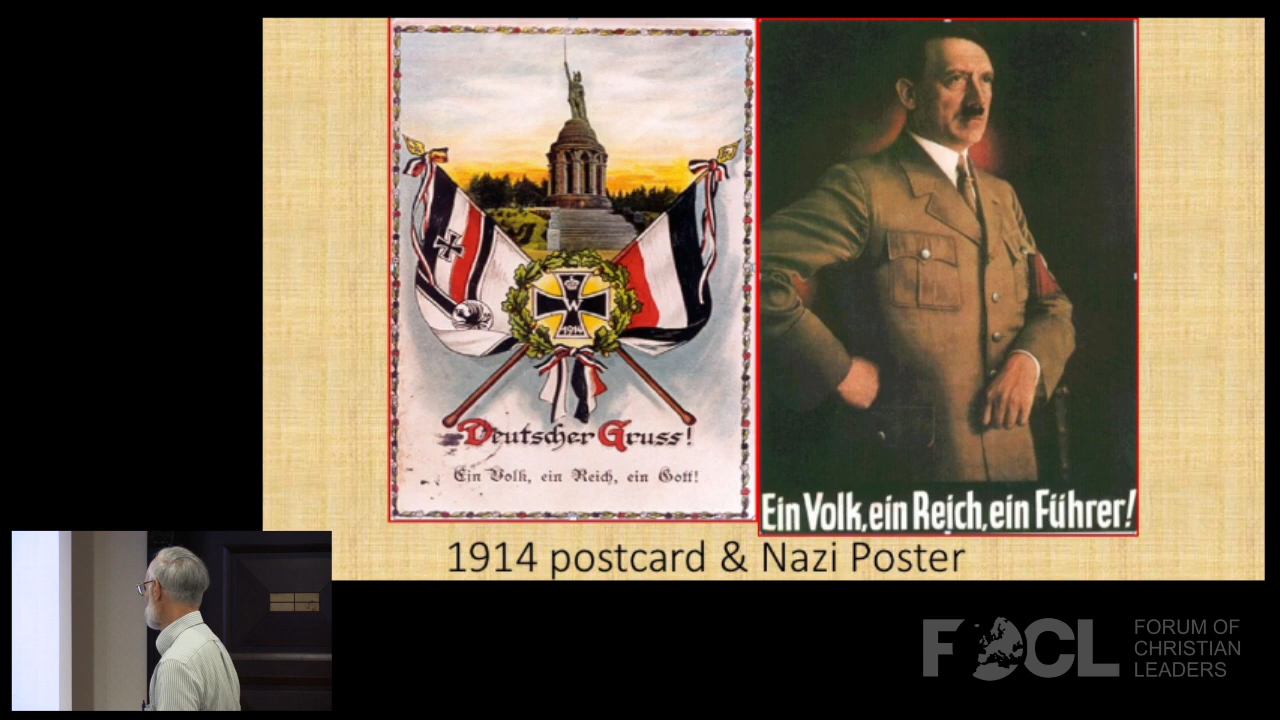 W
1914
Deutscher Gruss!
Ein Volk, ein Reich, ein Gott!
Ein Volk, ein Reich, ein Führer!
1914 postcard & Nazi Poster
FOCL
FORUM OF
CHRISTIAN
LEADERS